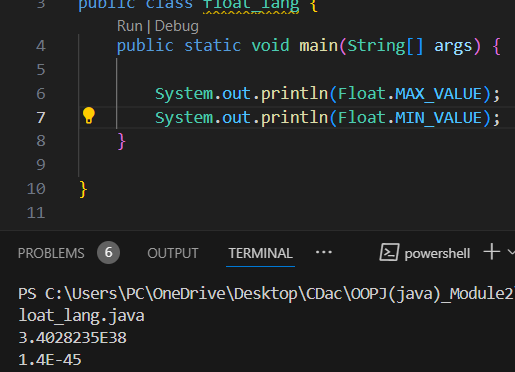 3 public class float_lang {
Run | Debug
4 public static void main(String[] args) {
5
6 System.out.println(Float.MAX_VALUE);
7 System.out.println(Float.MIN_VALUE);
8 }
9
10 }
11
PROBLEMS 6 OUTPUT TERMINAL ··· powershell +
PS C:\Users\PC\OneDrive\Desktop\CDac\OOPJ(java)_Module2
loat_lang.java
3.4028235E38
1.4E-45